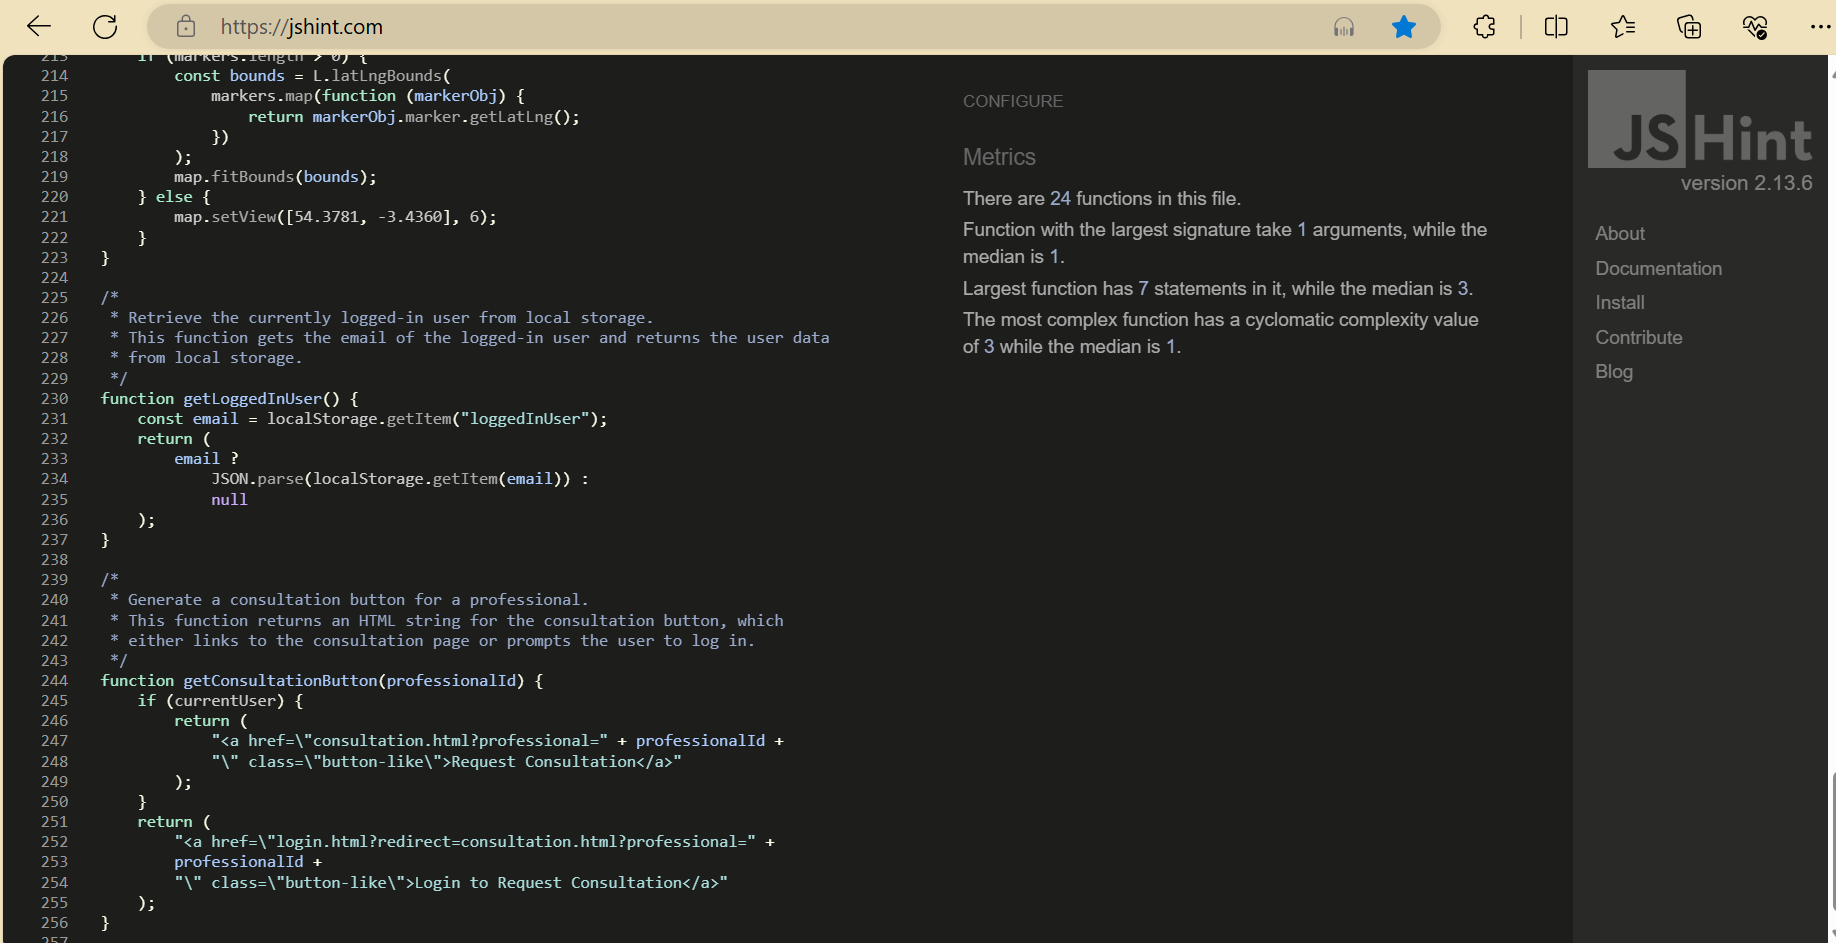 https://jshint.com
213 if (markers.length > 0) {
214 const bounds = L.latLngBounds(
215 markers.map(function (markerObj) {
216 return markerObj.marker.getLatLng();
217 })
218 );
219 map.fitBounds(bounds);
220 } else {
221 map.setView([54.3781, -3.4360], 6);
222 }
223 }
224
225 /*
226 * Retrieve the currently logged-in user from local storage.
227 * This function gets the email of the logged-in user and returns the user data
228 * from local storage.
229 */
230 function getLoggedInUser() {
231 const email = localStorage.getItem("loggedInUser");
232 return (
233 email ?
234 JSON.parse(localStorage.getItem(email)) :
235 null
236 );
237 }
238
239 /*
240 * Generate a consultation button for a professional.
241 * This function returns an HTML string for the consultation button, which
242 * either links to the consultation page or prompts the user to log in.
243 */
244 function getConsultationButton(professionalId) {
245 if (currentUser) {
246 return (
247 "<a href=\"consultation.html?professional=" + professionalId +
248 "\" class=\"button-like\">Request Consultation</a>"
249 );
250 }
251 return (
252 "<a href=\"login.html?redirect=consultation.html?professional=" +
253 professionalId +
254 "\" class=\"button-like\">Login to Request Consultation</a>"
255 );
256 }
257
CONFIGURE
Metrics
There are 24 functions in this file.
Function with the largest signature take 1 arguments, while the
median is 1.
Largest function has 7 statements in it, while the median is 3.
The most complex function has a cyclomatic complexity value
of 3 while the median is 1.
JSHint
version 2.13.6
About
Documentation
Install
Contribute
Blog